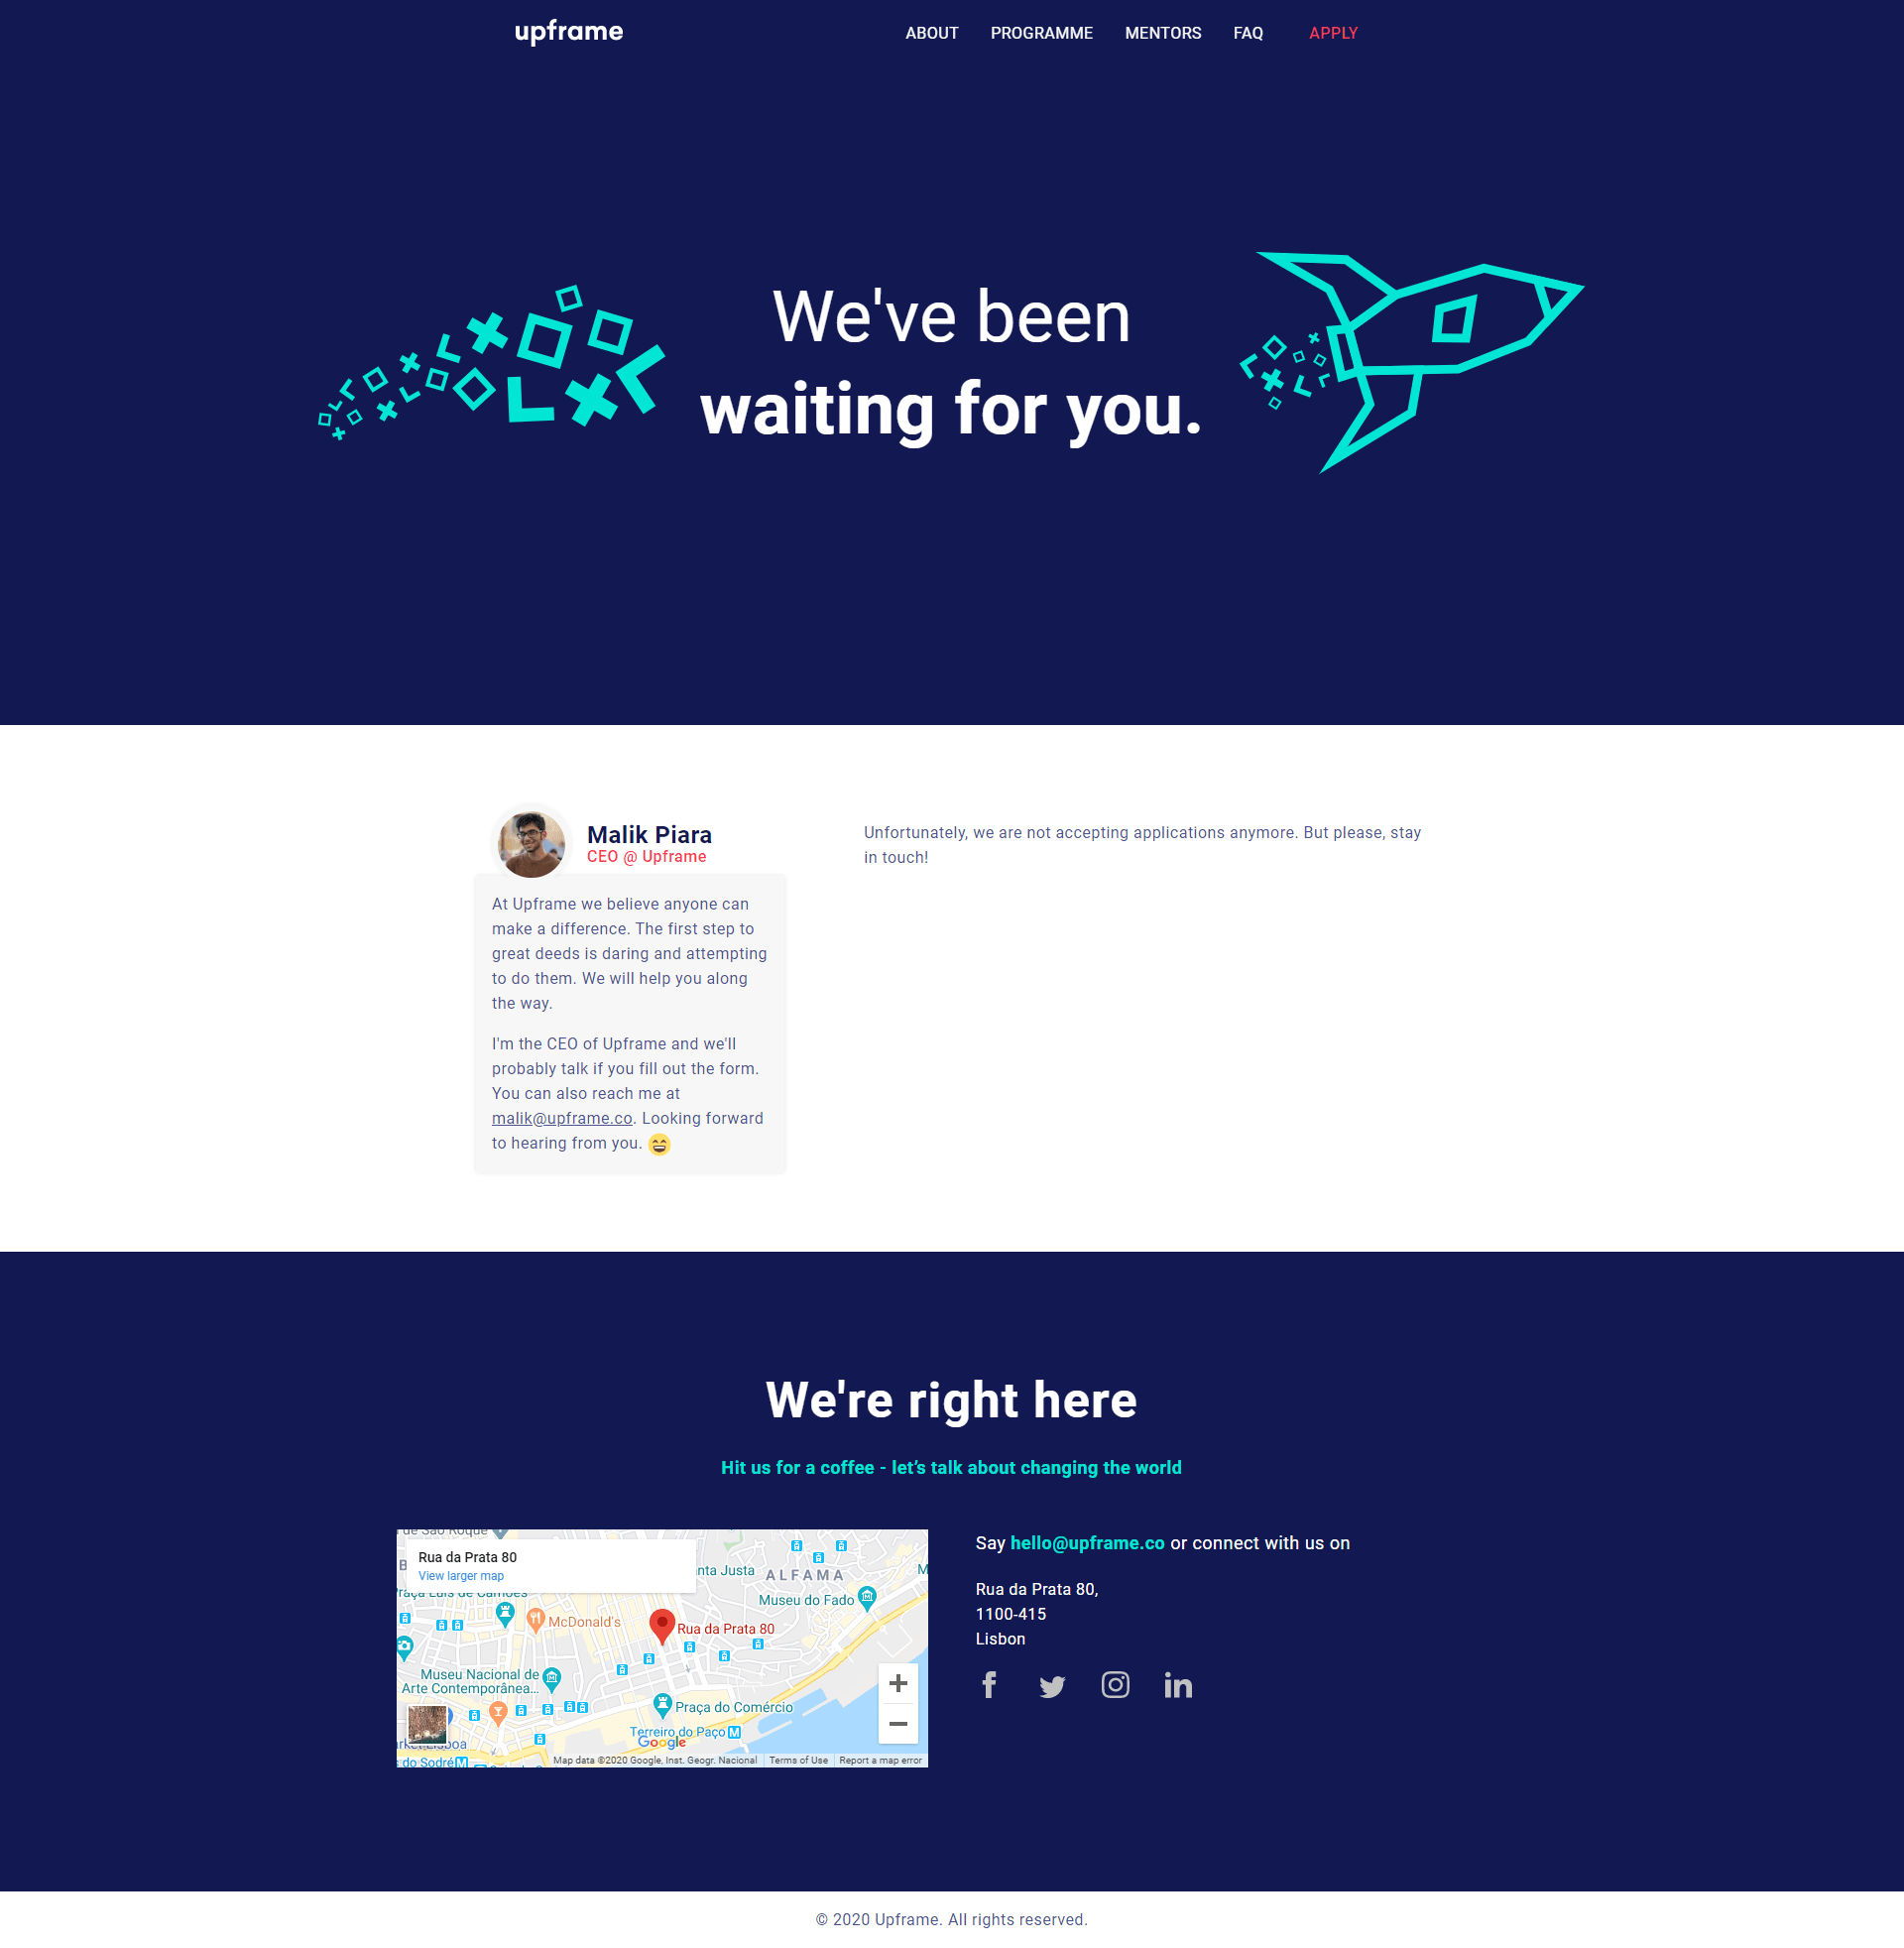 upframe
ABOUT PROGRAMME MENTORS FAQ APPLY
We've been
waiting for you.
Malik Piara
CEO @ Upframe
At Upframe we believe anyone can
make a difference. The first step to
great deeds is daring and attempting
to do them. We will help you along
the way.
I'm the CEO of Upframe and we'll
probably talk if you fill out the form.
You can also reach me at
malik@upframe.co. Looking forward
to hearing from you. 😄
Unfortunately, we are not accepting applications anymore. But please, stay
in touch!
We're right here
Hit us for a coffee - let’s talk about changing the world
Rua da Prata 80
View larger map
anta Justa
ALFAMA
Museu do Fado
McDonald's
Rua da Prata 80
Museu Nacional de
Arte Contemporânea...
Praça do Comércio
Terreiro do Paço M
Google
do Sodré M
Map data ©2020 Google, Inst. Geogr. Nacional Terms of Use Report a map error
Say hello@upframe.co or connect with us on
Rua da Prata 80,
1100-415
Lisbon
© 2020 Upframe. All rights reserved.